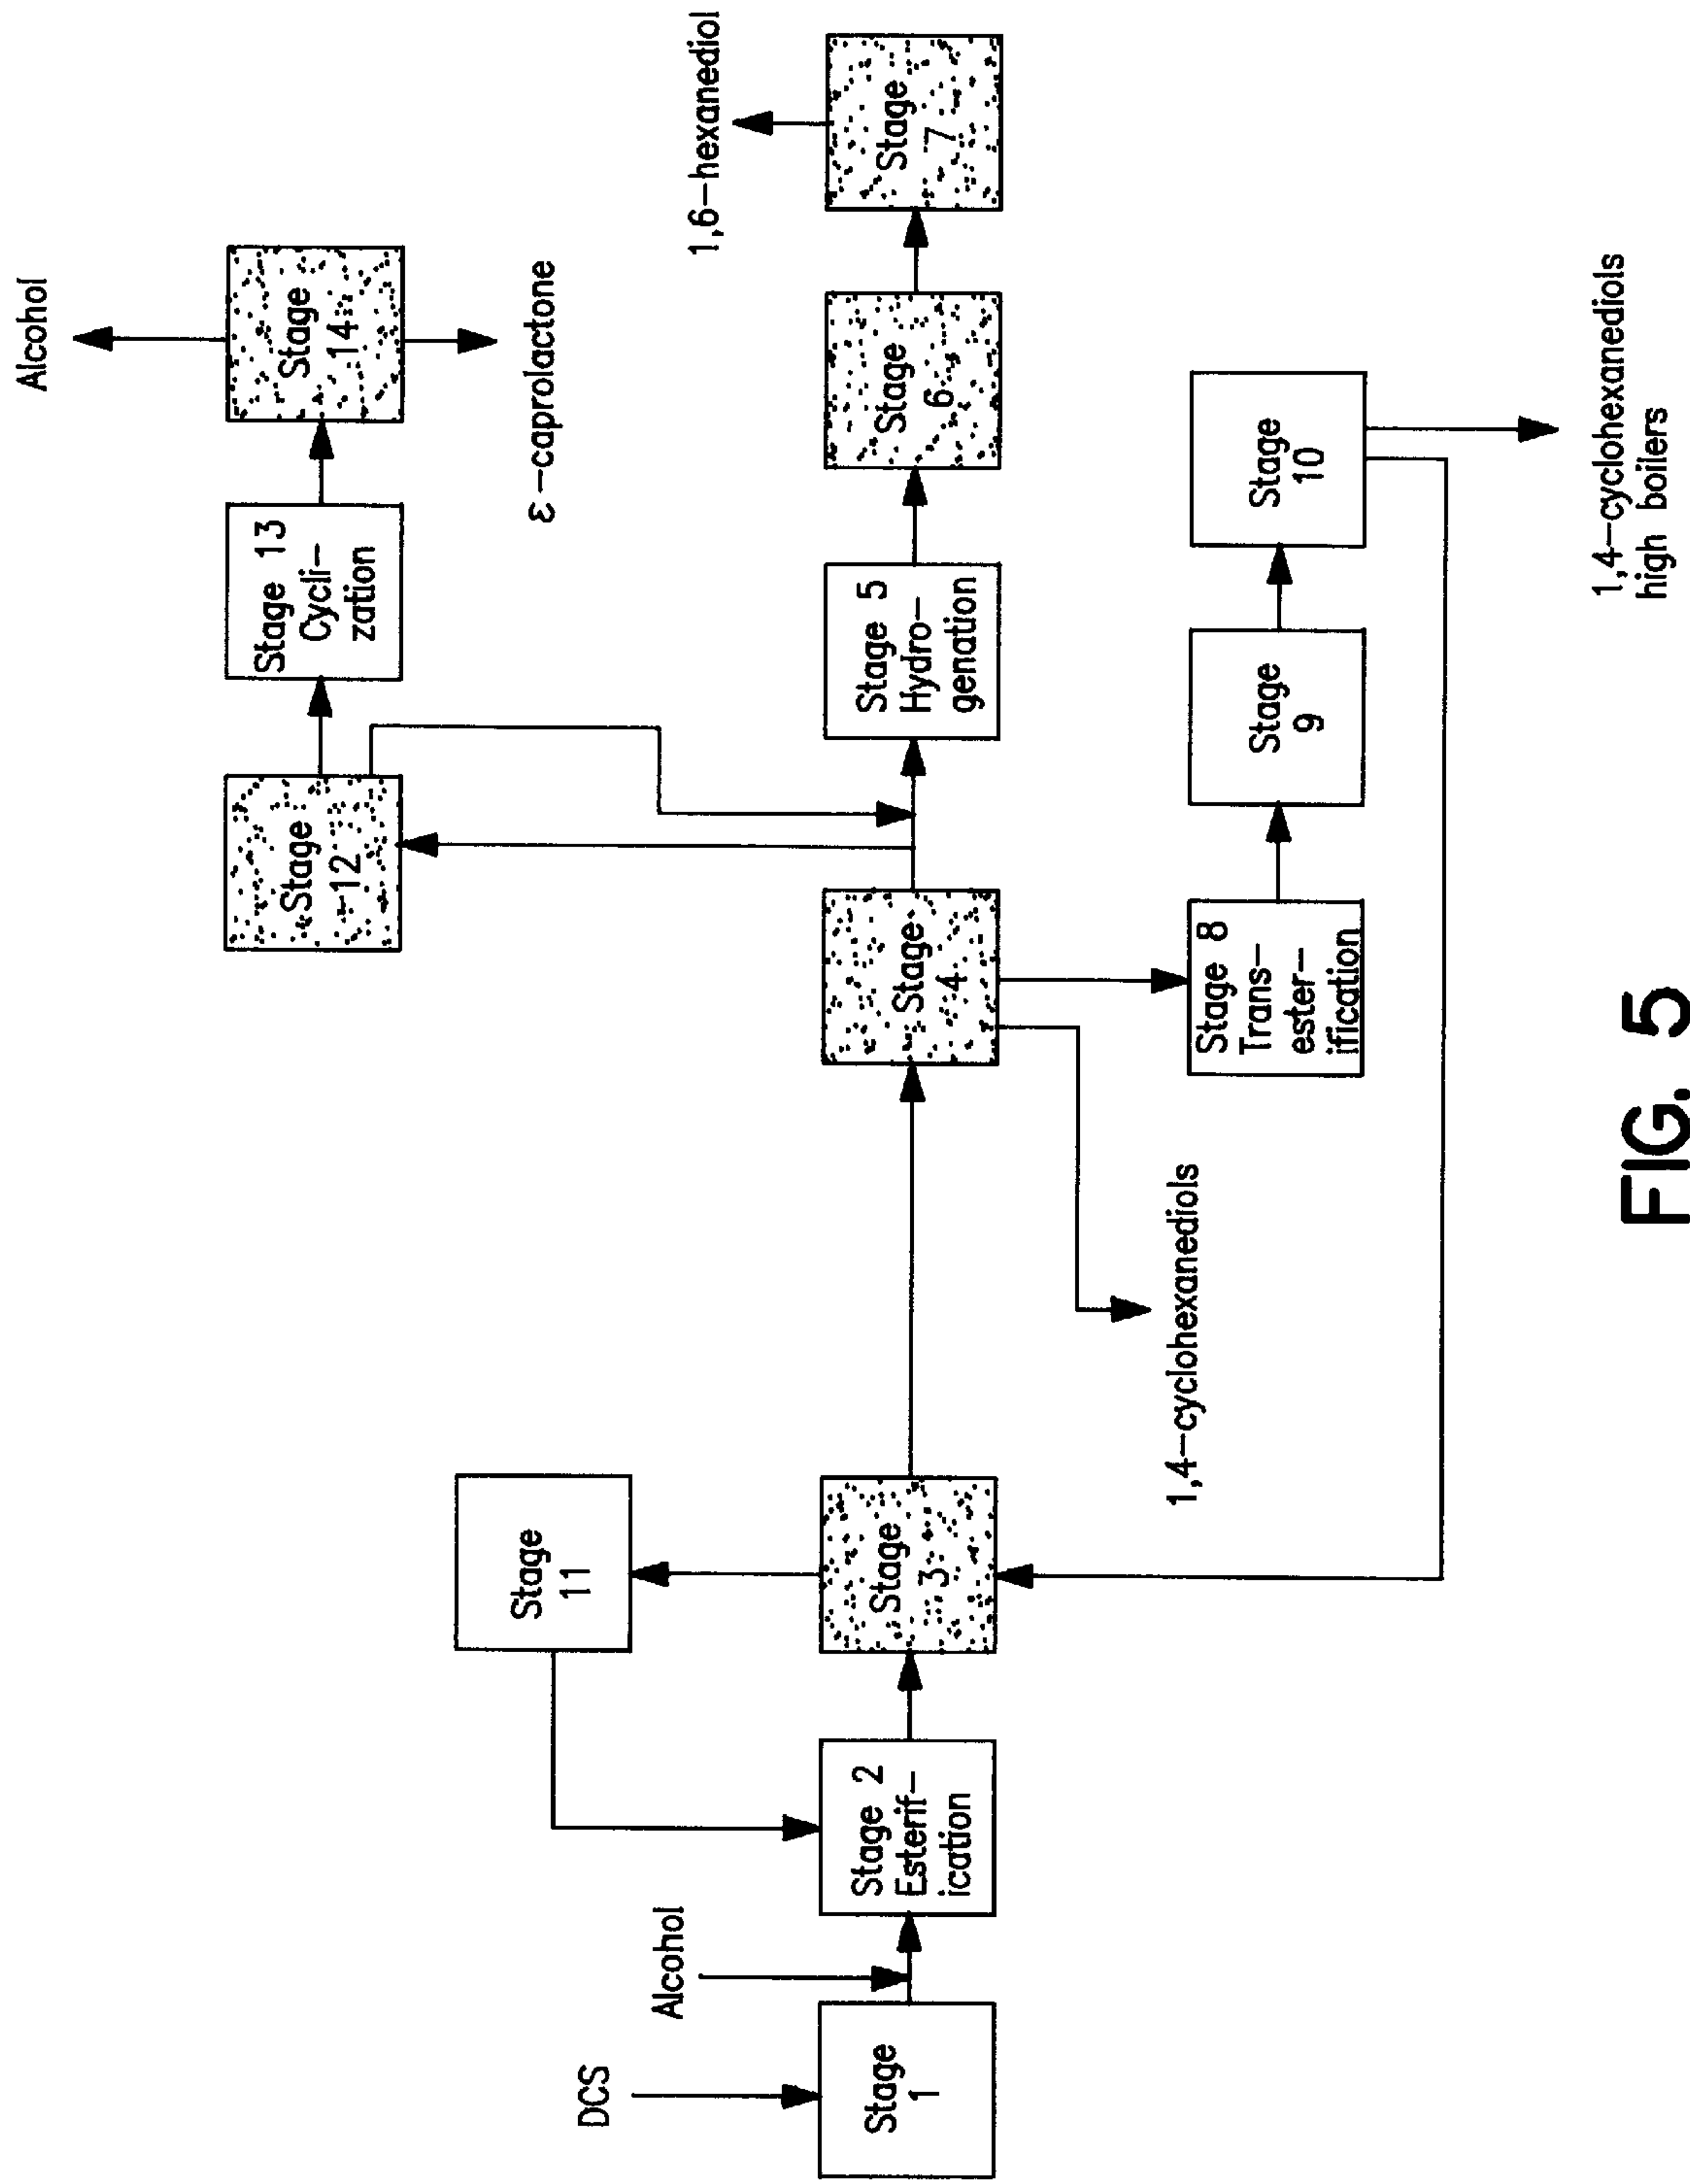 DCS
Alcohol
Stage
1
Stage 2
Esterif-
ication
Stage
11
Stage
3
1,4-cyclohexanediols
Stage
4
Stage 8
Trans-
ester-
ification
Stage
12
Stage 13
Cycli-
zation
Stage 5
Hydro-
genation
Stage
9
Alcohol
Stage
14
ε-caprolactone
Stage
6
Stage
10
1,4-cyclohexanediols
high boilers
1,6-hexanediol
Stage
7
FIG. 5